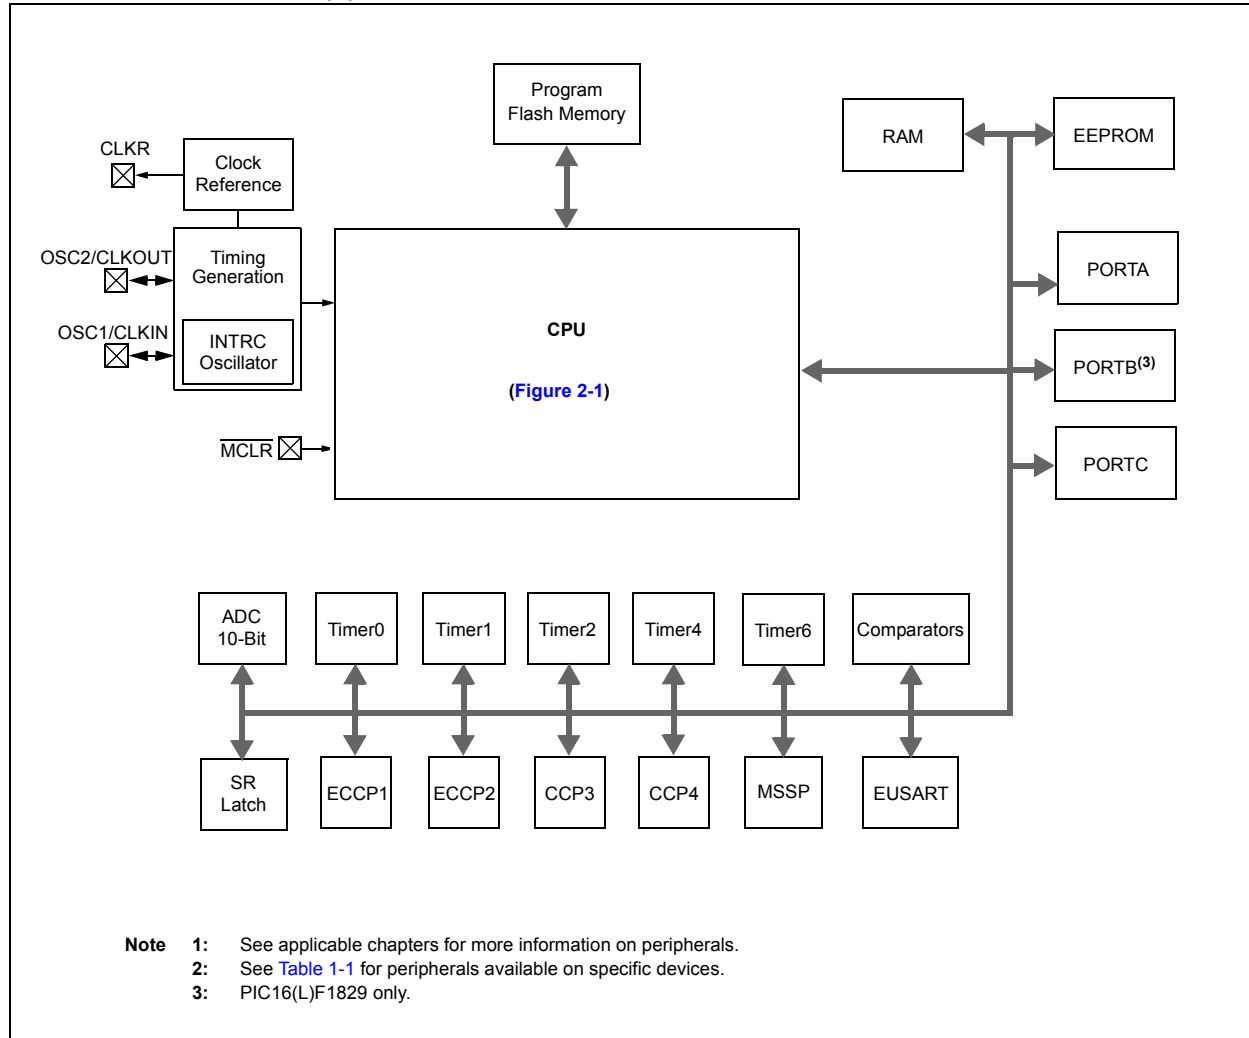 Program
Flash Memory
RAM
EEPROM
CLKR
Clock
Reference
OSC2/CLKOUT
Timing
Generation
OSC1/CLKIN
INTRC
Oscillator
MCLR
CPU
(Figure 2-1)
PORTA
PORTB(3)
PORTC
ADC
10-Bit
Timer0
Timer1
Timer2
Timer4
Timer6
Comparators
SR
Latch
ECCP1
ECCP2
CCP3
CCP4
MSSP
EUSART
Note 1: See applicable chapters for more information on peripherals.
2: See Table 1-1 for peripherals available on specific devices.
3: PIC16(L)F1829 only.